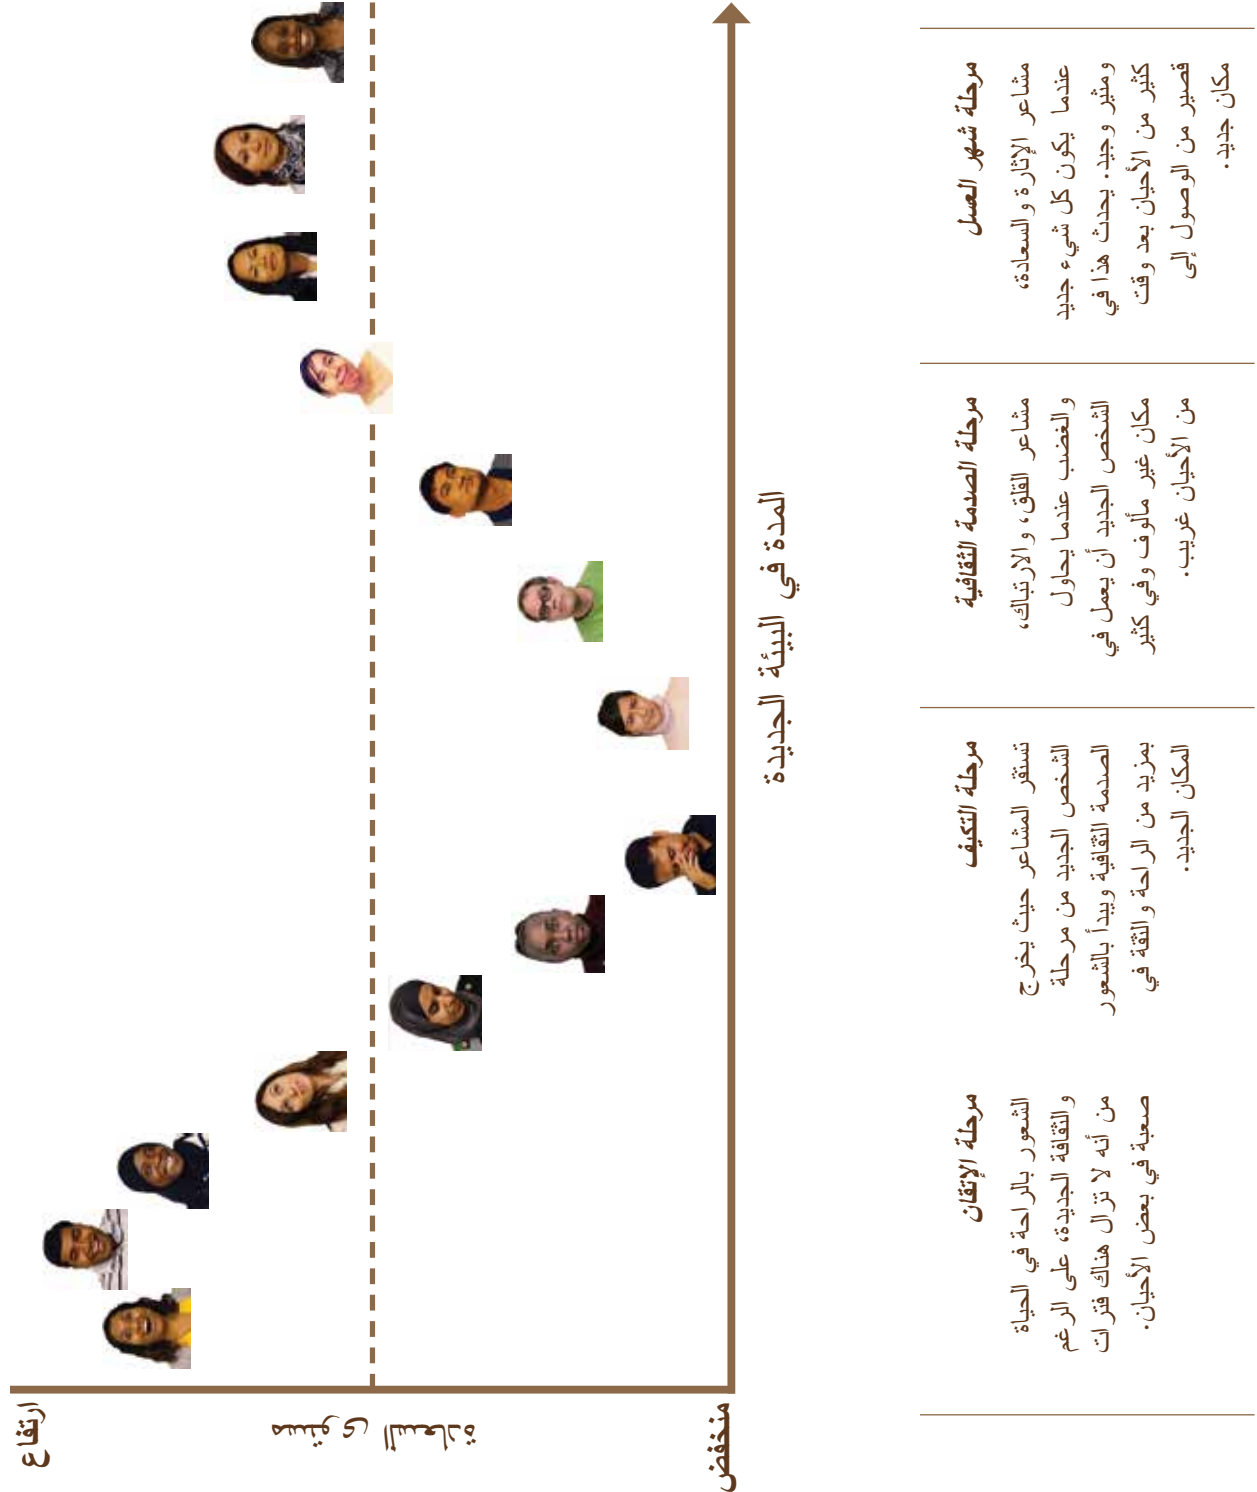 ارتفاع
مستوى السعادة
منخفض
المدة في البيئة الجديدة
مرحلة شهر العسل
مشاعر الإثارة والسعادة،
عندما يكون كل شيء جديد
ومثير وجيد. يحدث هذا في
كثير من الأحيان بعد وقت
قصير من الوصول إلى
مكان جديد.
مرحلة الصدمة الثقافية
مشاعر القلق، والارتباك،
والغضب عندما يحاول
الشخص الجديد أن يعمل في
مكان غير مألوف وفي كثير
من الأحيان غريب.
مرحلة التكيف
تستقر المشاعر حيث يخرج
الشخص الجديد من مرحلة
الصدمة الثقافية ويبدأ بالشعور
بمزيد من الراحة والثقة في
المكان الجديد.
مرحلة الإتقان
الشعور بالراحة في الحياة
والثقافة الجديدة، على الرغم
من أنه لا تزال هناك فترات
صعبة في بعض الأحيان.